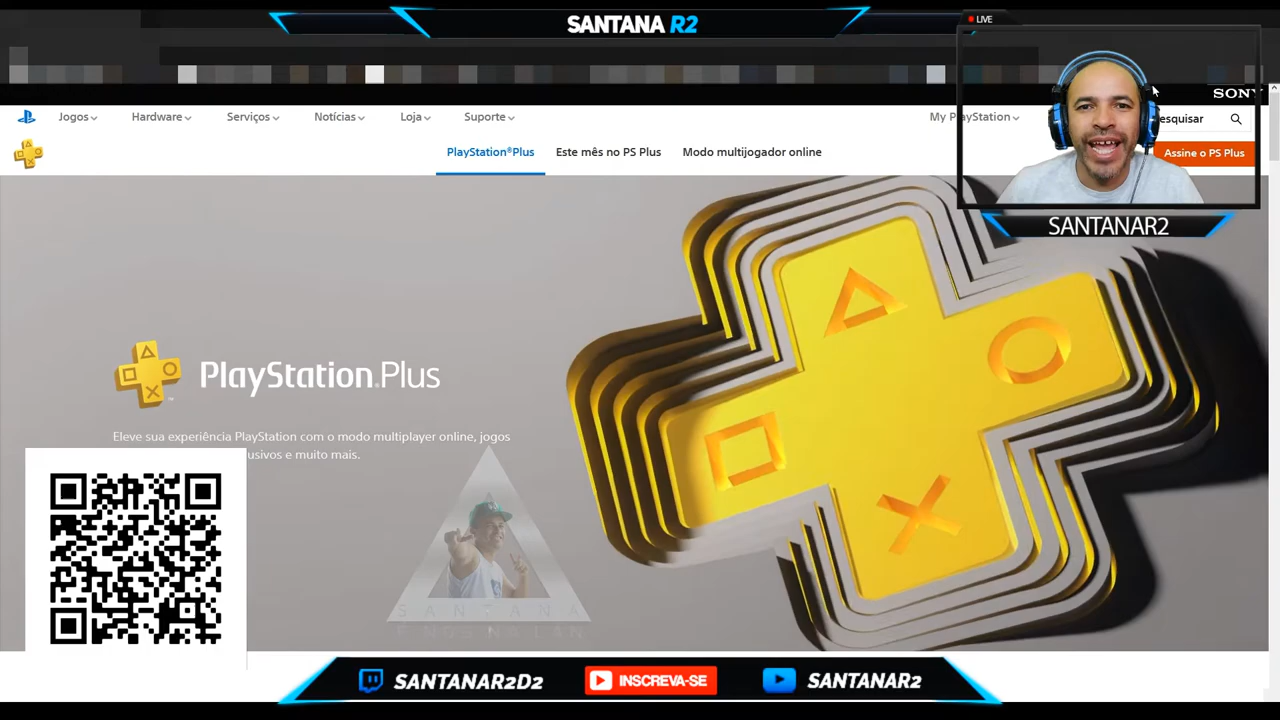 SANTANA R2
LIVE
SONY
Jogos
Hardware
Serviços
Notícias
Loja
Suporte
My PlayStation
esquisar
PlayStation®Plus
Este mês no PS Plus
Modo multijogador online
Assine o PS Plus
SANTANAR2
PlayStation.Plus
Eleve sua experiência PlayStation com o modo multiplayer online, jogos
usivos e muito mais.
SANTANA
SANTANAR2D2
INSCREVA-SE
SANTANAR2